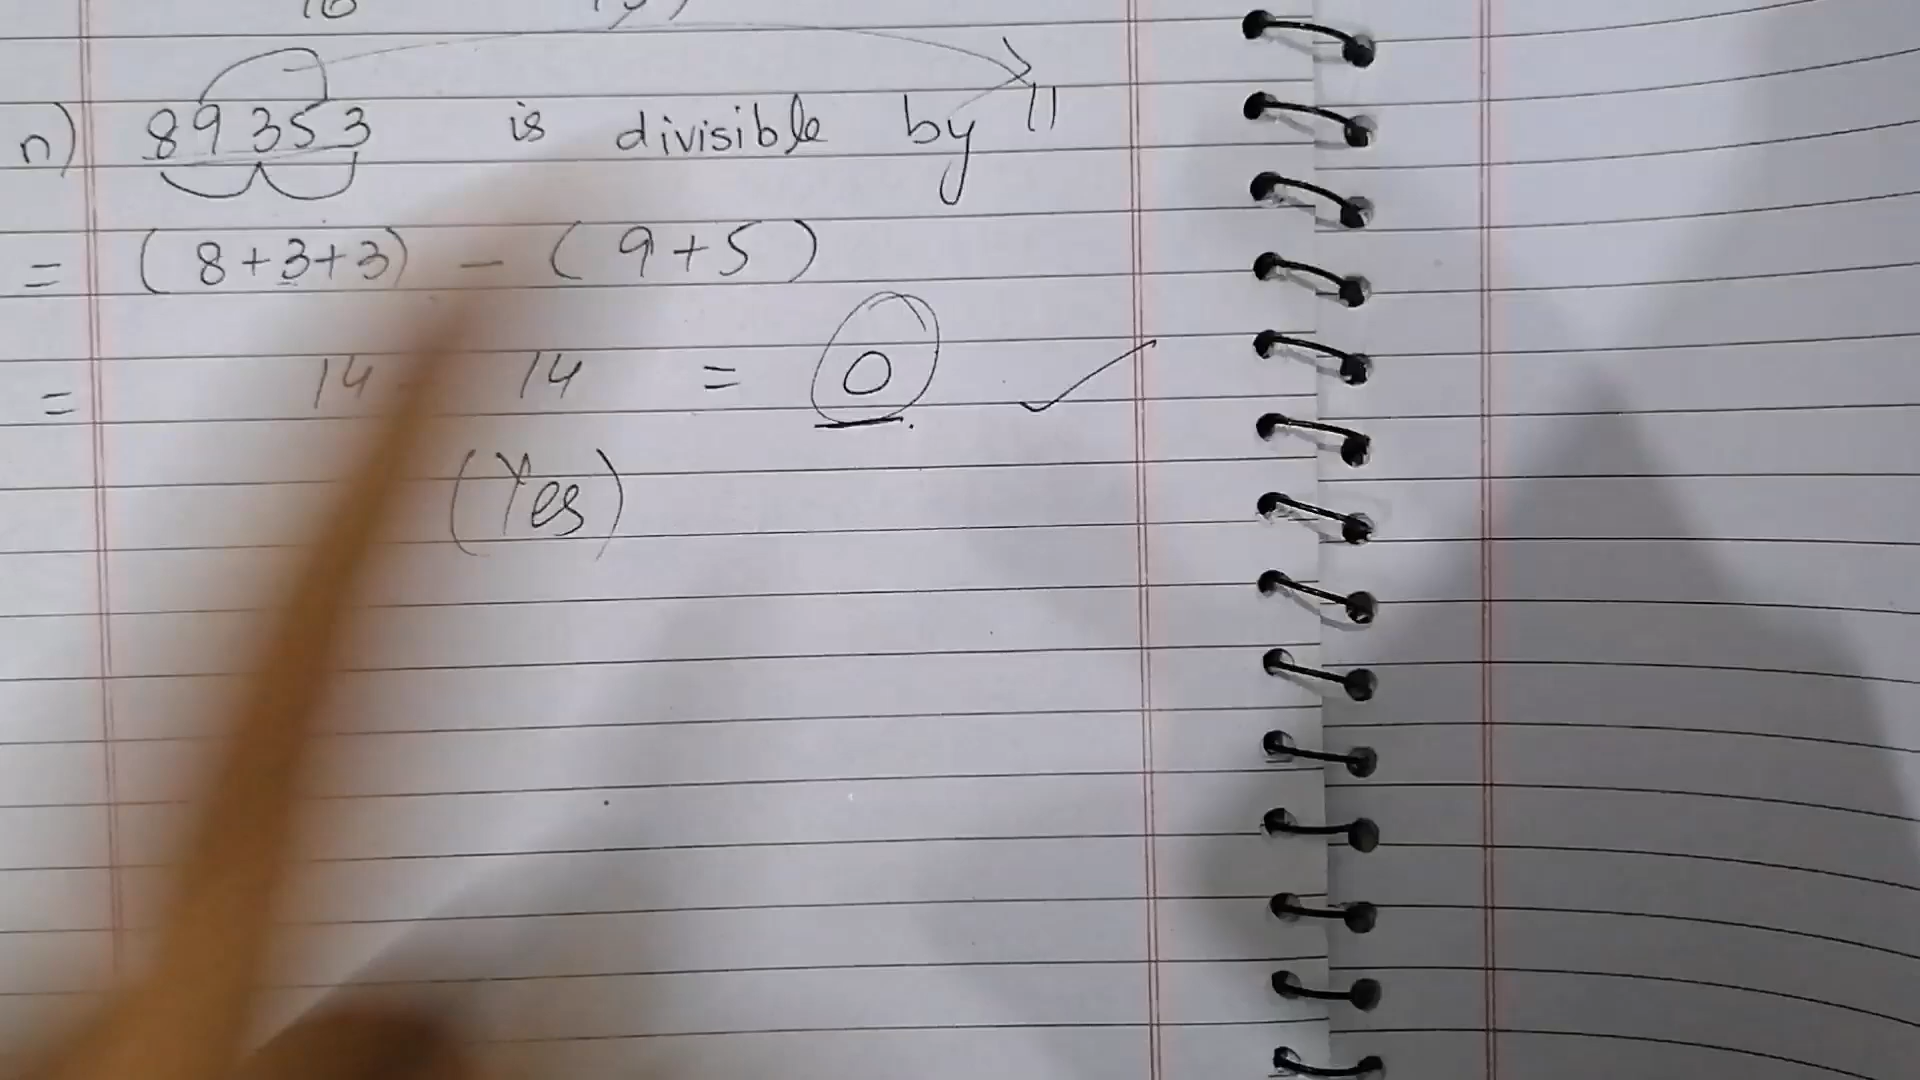 n) 89353 is divisible by 11
= (8+3+3) - (9+5)
= 14 14 = 0 ✓
(Yes)